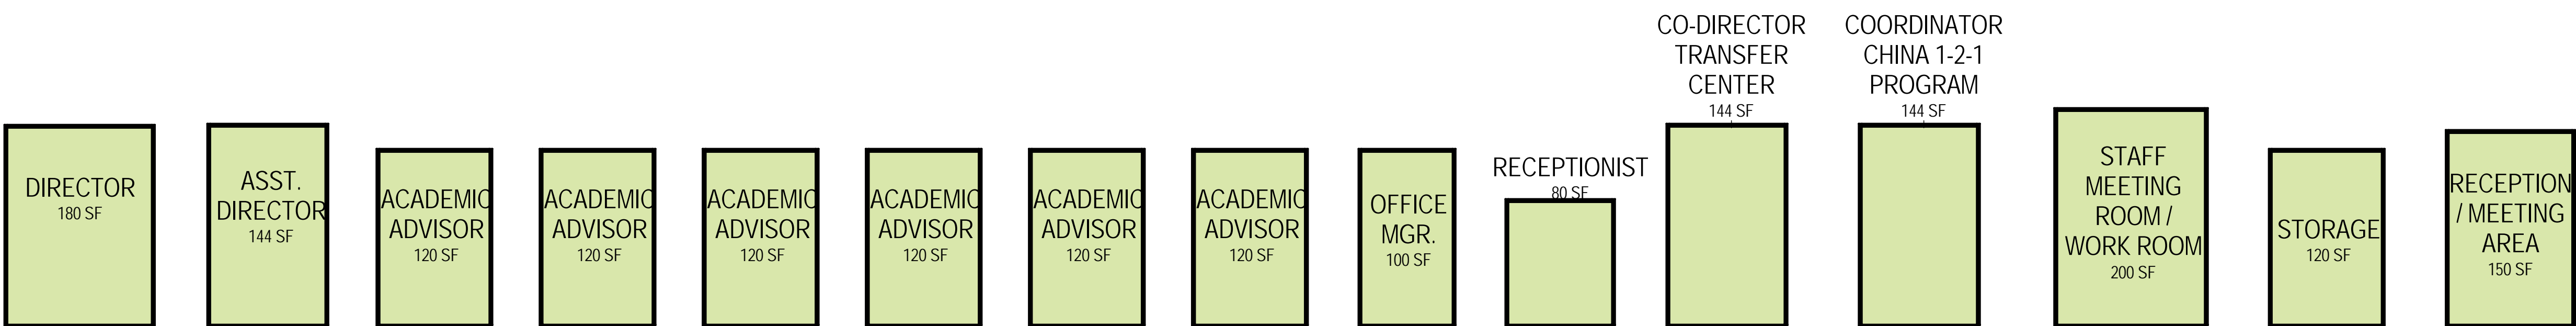 DIRECTOR
180 SF
ASST.
DIRECTOR
144 SF
ACADEMIC
ADVISOR
120 SF
ACADEMIC
ADVISOR
120 SF
ACADEMIC
ADVISOR
120 SF
ACADEMIC
ADVISOR
120 SF
ACADEMIC
ADVISOR
120 SF
ACADEMIC
ADVISOR
120 SF
OFFICE
MGR.
100 SF
RECEPTIONIST
80 SF
CO-DIRECTOR
TRANSFER
CENTER
144 SF
COORDINATOR
CHINA 1-2-1
PROGRAM
144 SF
STAFF
MEETING
ROOM /
WORK ROOM
200 SF
STORAGE
120 SF
RECEPTION
/ MEETING
AREA
150 SF